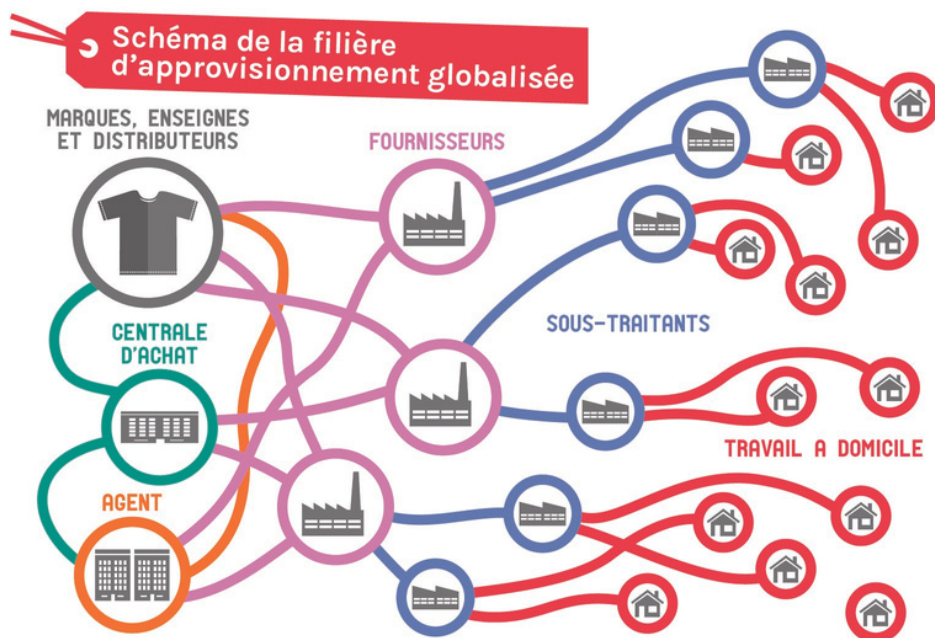 Schéma de la filière
d'approvisionnement globalisée
MARQUES, ENSEIGNES
ET DISTRIBUTEURS
FOURNISSEURS
CENTRALE
D'ACHAT
SOUS-TRAITANTS
TRAVAIL A DOMICILE
AGENT